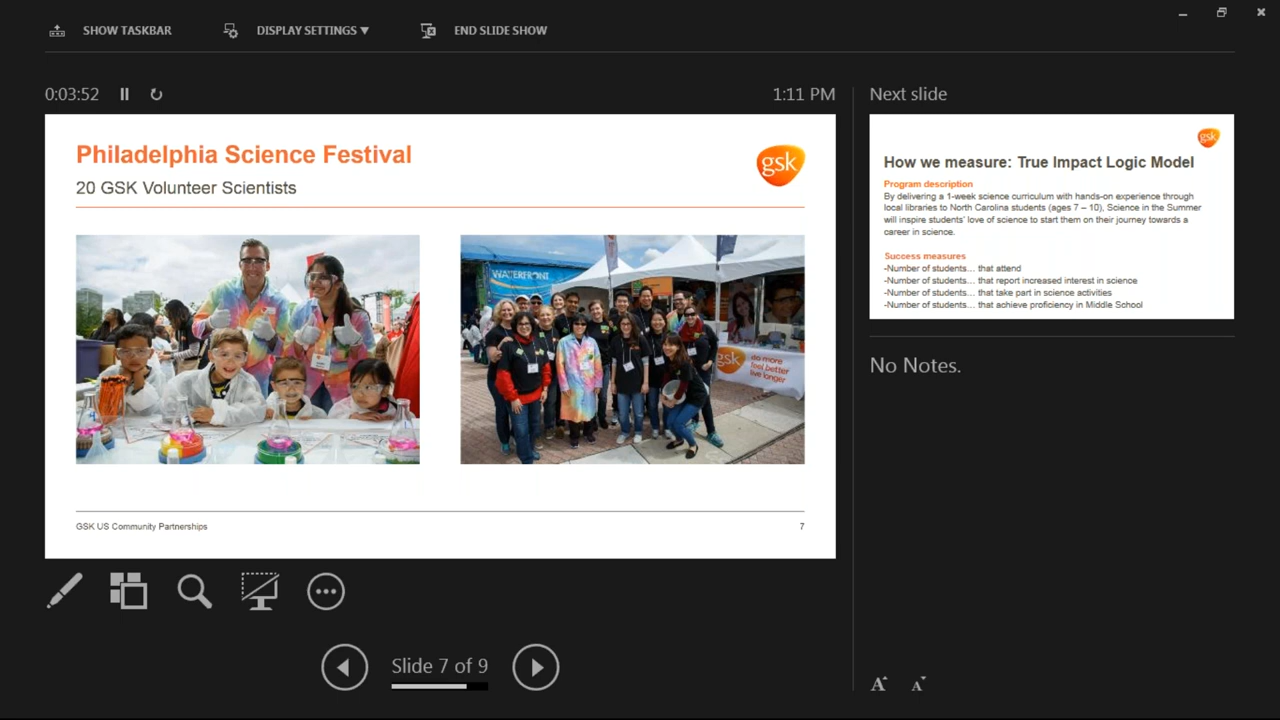 SHOW TASKBAR
DISPLAY SETTINGS ▼
END SLIDE SHOW
0:03:52
1:11 PM
Philadelphia Science Festival
gsk
20 GSK Volunteer Scientists
WATERFRONT
gsk
do more
feel better
live longer
GSK US Community Partnerships
7
Slide 7 of 9
Next slide
gsk
How we measure: True Impact Logic Model
Program description
By delivering a 1-week science curriculum with hands-on experience through
local libraries to North Carolina students (ages 7 – 10), Science in the Summer
will inspire students' love of science to start them on their journey towards a
career in science.
Success measures
-Number of students… that attend
-Number of students… that report increased interest in science
-Number of students… that take part in science activities
-Number of students… that achieve proficiency in Middle School
No Notes.
A
A